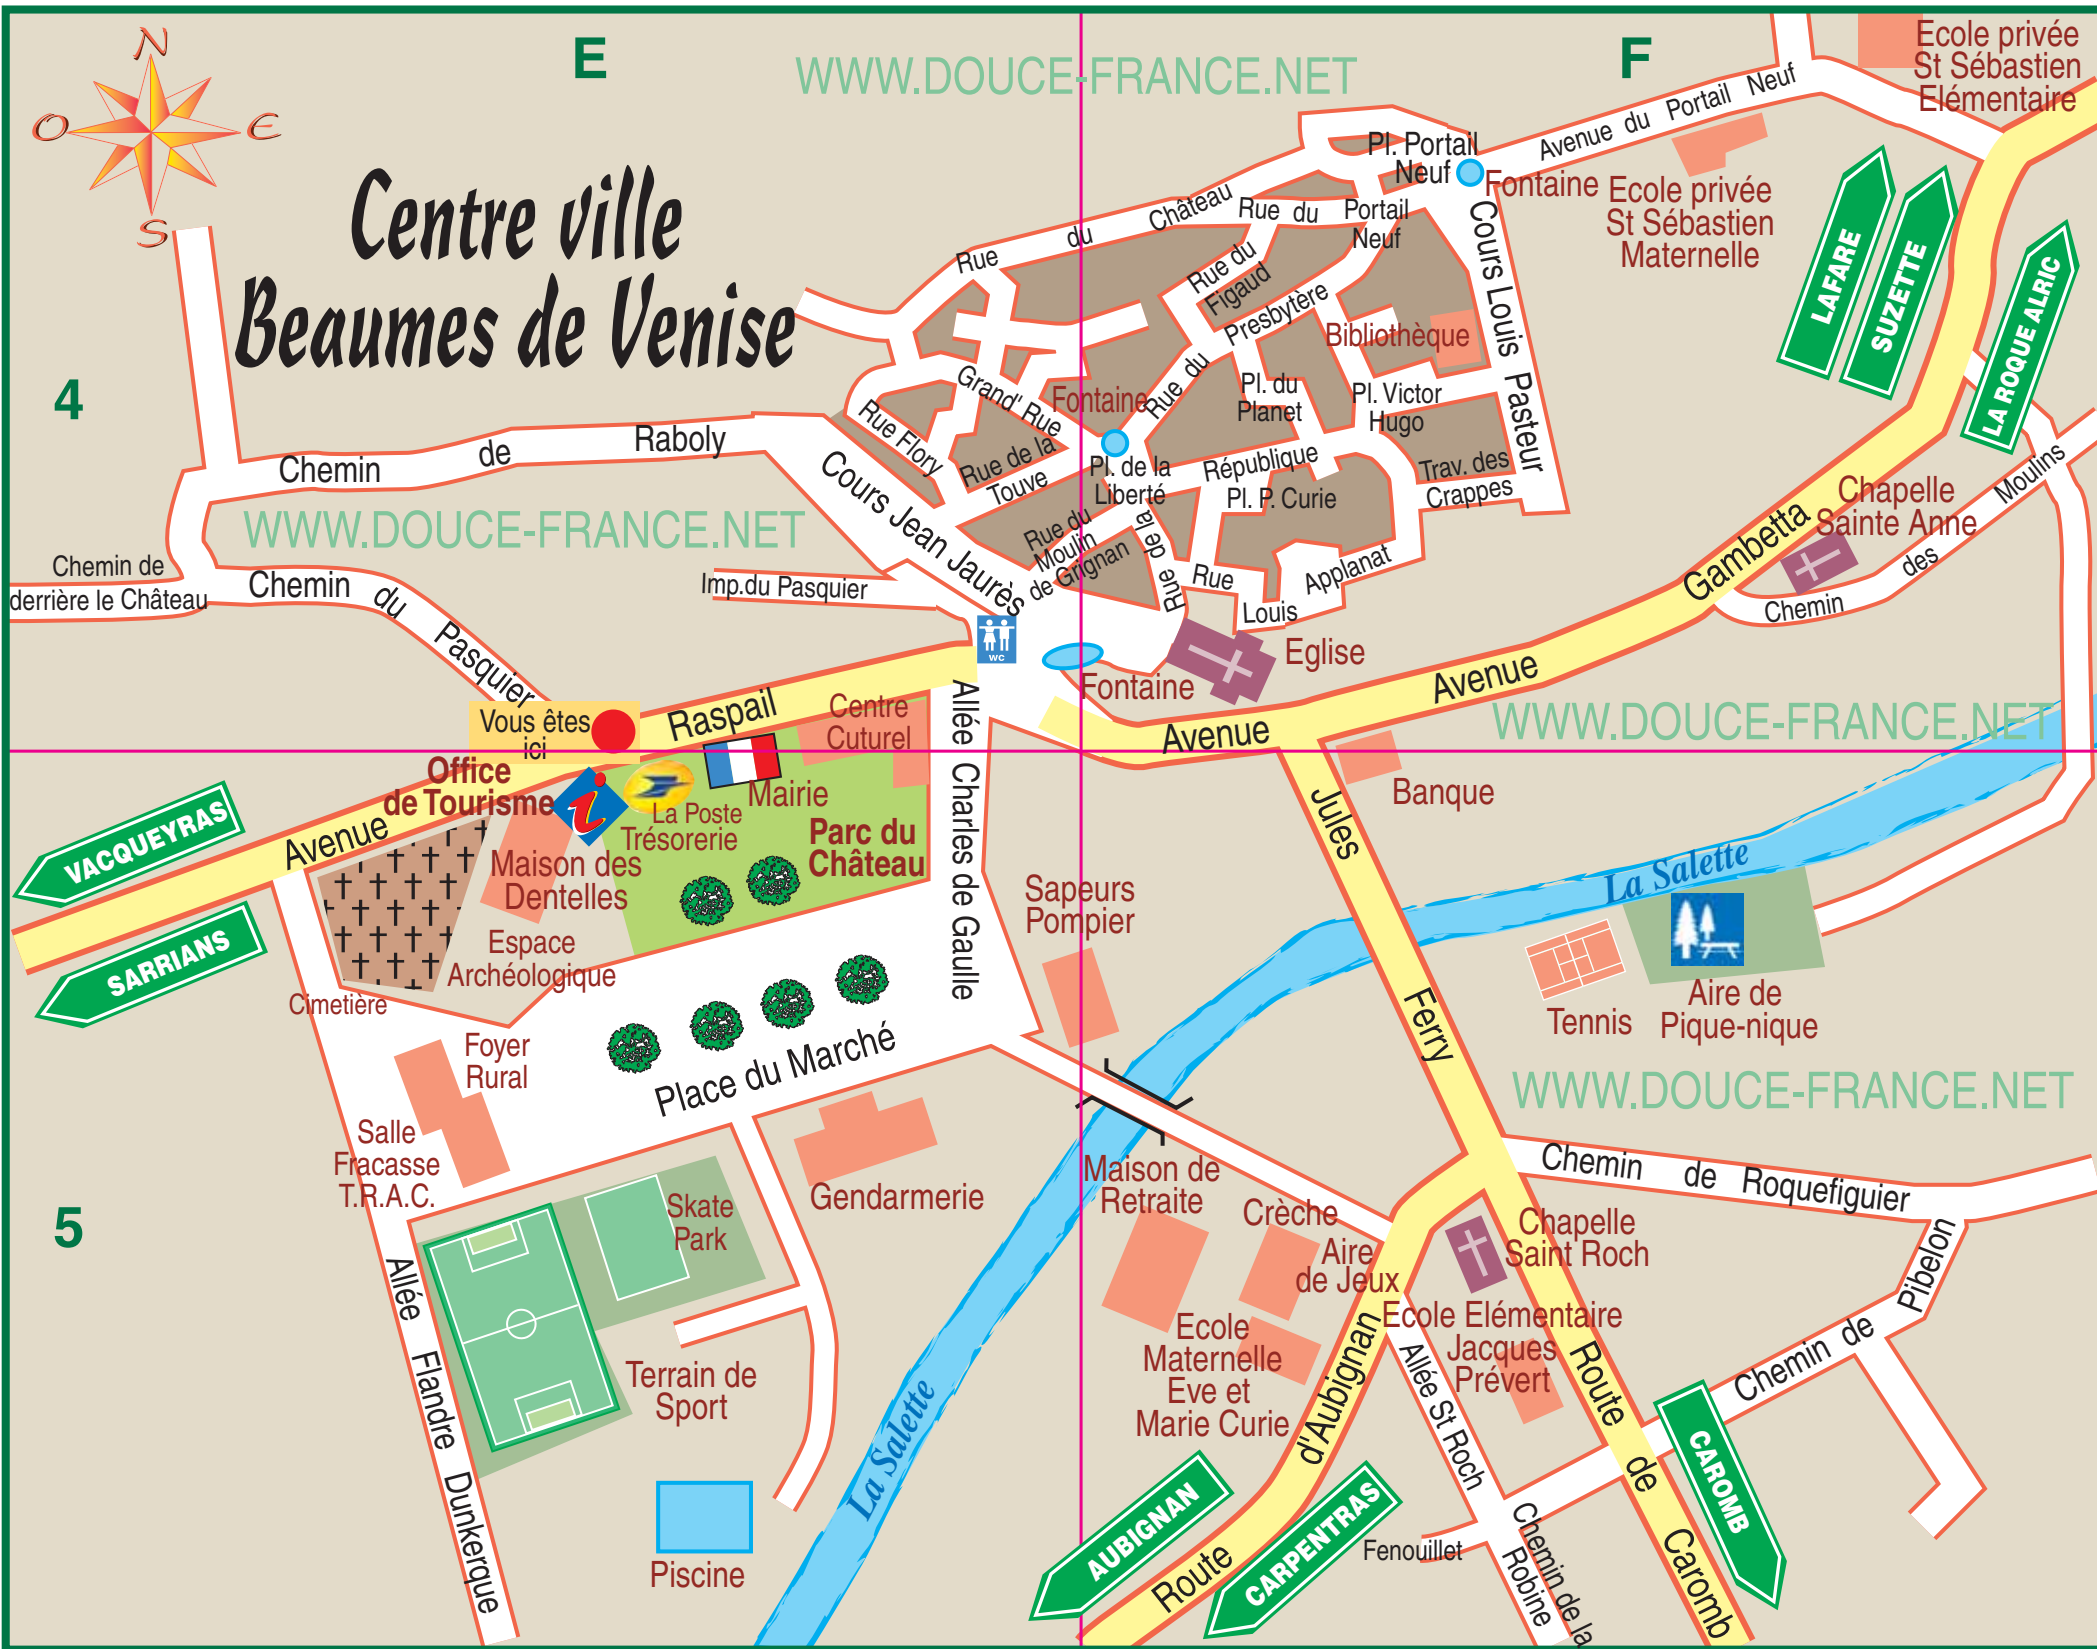 N
O
E
S
E
F
4
5
WWW.DOUCE-FRANCE.NET
Centre ville
Beaumes de Venise
Ecole privée
St Sébastien
Elémentaire
Avenue du Portail Neuf
Pl. Portail
Neuf
Fontaine
Ecole privée
St Sébastien
Maternelle
LAFARE
SUZETTE
LA ROQUE ALRIC
Rue du Château
Rue du Portail
Neuf
Rue du
Figaud
Rue du Presbytère
Cours Louis Pasteur
Bibliothèque
Pl. du
Planet
Pl. Victor
Hugo
Grand' Rue
Fontaine
Rue Flory
Rue de la
Touve
Pl. de la
Liberté
Rue de la République
Pl. P. Curie
Trav. des
Crappes
Chemin de Raboly
Cours Jean Jaurès
WWW.DOUCE-FRANCE.NET
Rue du
Moulin
de Grignan
Rue Louis Applanat
Chemin de
derrière le Château
Chemin du Pasquier
Imp.du Pasquier
wc
Fontaine
Eglise
Chapelle
Sainte Anne
Chemin des Moulins
Avenue Gambetta
WWW.DOUCE-FRANCE.NET
Vous êtes
ici
Avenue Raspail
Centre
Cuturel
Allée Charles de Gaulle
Office
de Tourisme
i
La Poste
Trésorerie
Mairie
Parc du
Château
Maison des
Dentelles
Espace
Archéologique
Cimetière
VACQUEYRAS
SARRIANS
Avenue Jules Ferry
Banque
Sapeurs
Pompier
La Salette
Tennis
Aire de
Pique-nique
WWW.DOUCE-FRANCE.NET
Foyer
Rural
Place du Marché
Salle
Fracasse
T.R.A.C.
Skate
Park
Gendarmerie
Maison de
Retraite
Crèche
Aire
de Jeux
Chemin de Roquefiguier
Chapelle
Saint Roch
Chemin de Pibelon
Allée Flandre Dunkerque
Terrain de
Sport
Piscine
La Salette
Ecole
Maternelle
Eve et
Marie Curie
Ecole Elémentaire
Jacques
Prévert
Route d'Aubignan
Allée St Roch
Route de Caromb
AUBIGNAN
CARPENTRAS
CAROMB
Fenouillet
Chemin de la
Robine